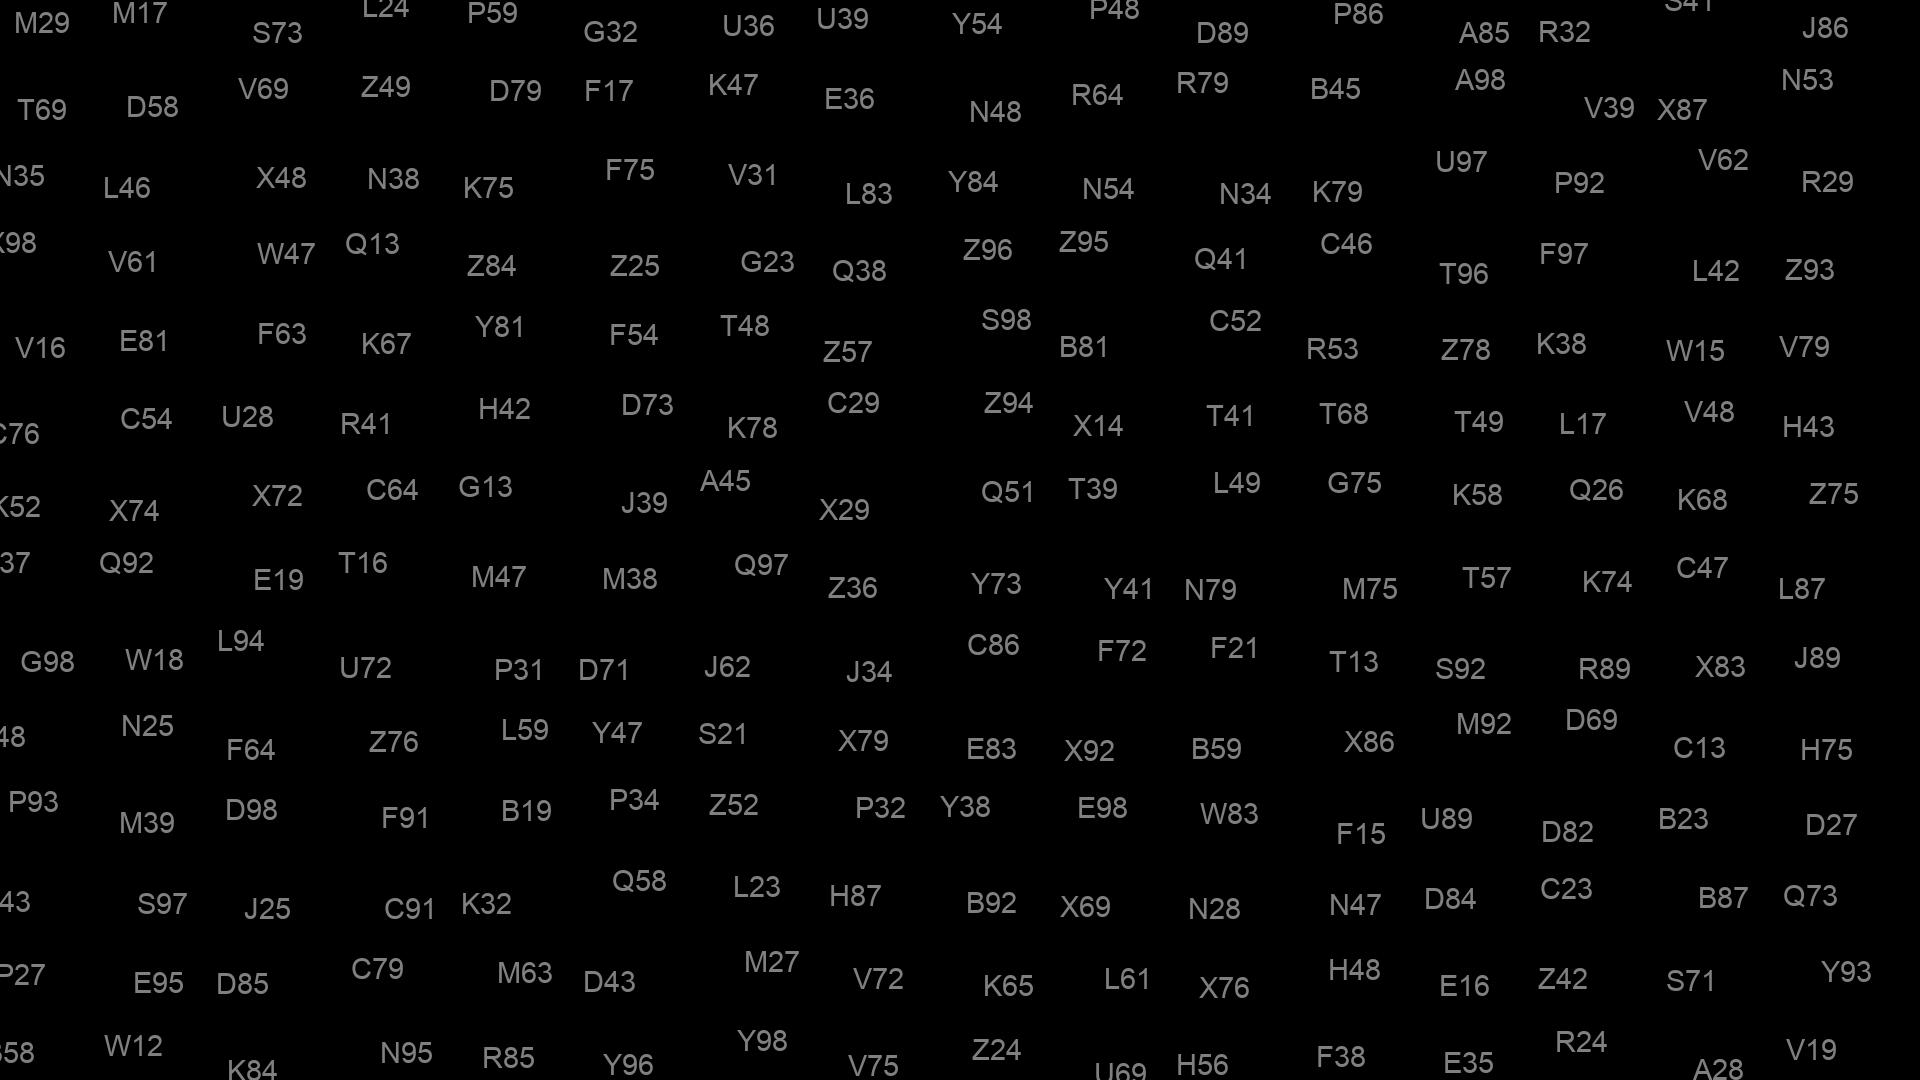 M29 M17 S73 L24 P59 G32 U36 U39 Y54 P48 D89 P86 A85 R32 S41 J86
T69 D58 V69 Z49 D79 F17 K47 E36 N48 R64 R79 B45 A98 V39 X87 N53
N35 L46 X48 N38 K75 F75 V31 L83 Y84 N54 N34 K79 U97 P92 V62 R29
98 V61 W47 Q13 Z84 Z25 G23 Q38 Z96 Z95 Q41 C46 T96 F97 L42 Z93
V16 E81 F63 K67 Y81 F54 T48 Z57 S98 B81 C52 R53 Z78 K38 W15 V79
C76 C54 U28 R41 H42 D73 K78 C29 Z94 X14 T41 T68 T49 L17 V48 H43
K52 X74 X72 C64 G13 J39 A45 X29 Q51 T39 L49 G75 K58 Q26 K68 Z75
37 Q92 E19 T16 M47 M38 Q97 Z36 Y73 Y41 N79 M75 T57 K74 C47 L87
G98 W18 L94 U72 P31 D71 J62 J34 C86 F72 F21 T13 S92 R89 X83 J89
48 N25 F64 Z76 L59 Y47 S21 X79 E83 X92 B59 X86 M92 D69 C13 H75
P93 M39 D98 F91 B19 P34 Z52 P32 Y38 E98 W83 F15 U89 D82 B23 D27
43 S97 J25 C91 K32 Q58 L23 H87 B92 X69 N28 N47 D84 C23 B87 Q73
P27 E95 D85 C79 M63 D43 M27 V72 K65 L61 X76 H48 E16 Z42 S71 Y93
58 W12 K84 N95 R85 Y96 Y98 V75 Z24 U69 H56 F38 E35 R24 A28 V19